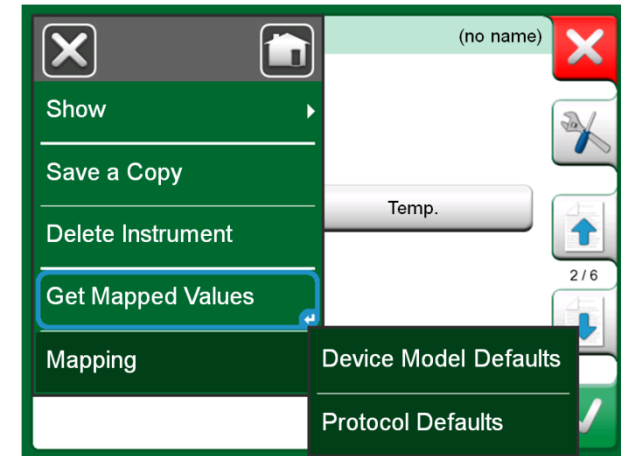 (no name)
Show
Save a Copy
Temp.
Delete Instrument
2 / 6
Get Mapped Values
Mapping
Device Model Defaults
Protocol Defaults